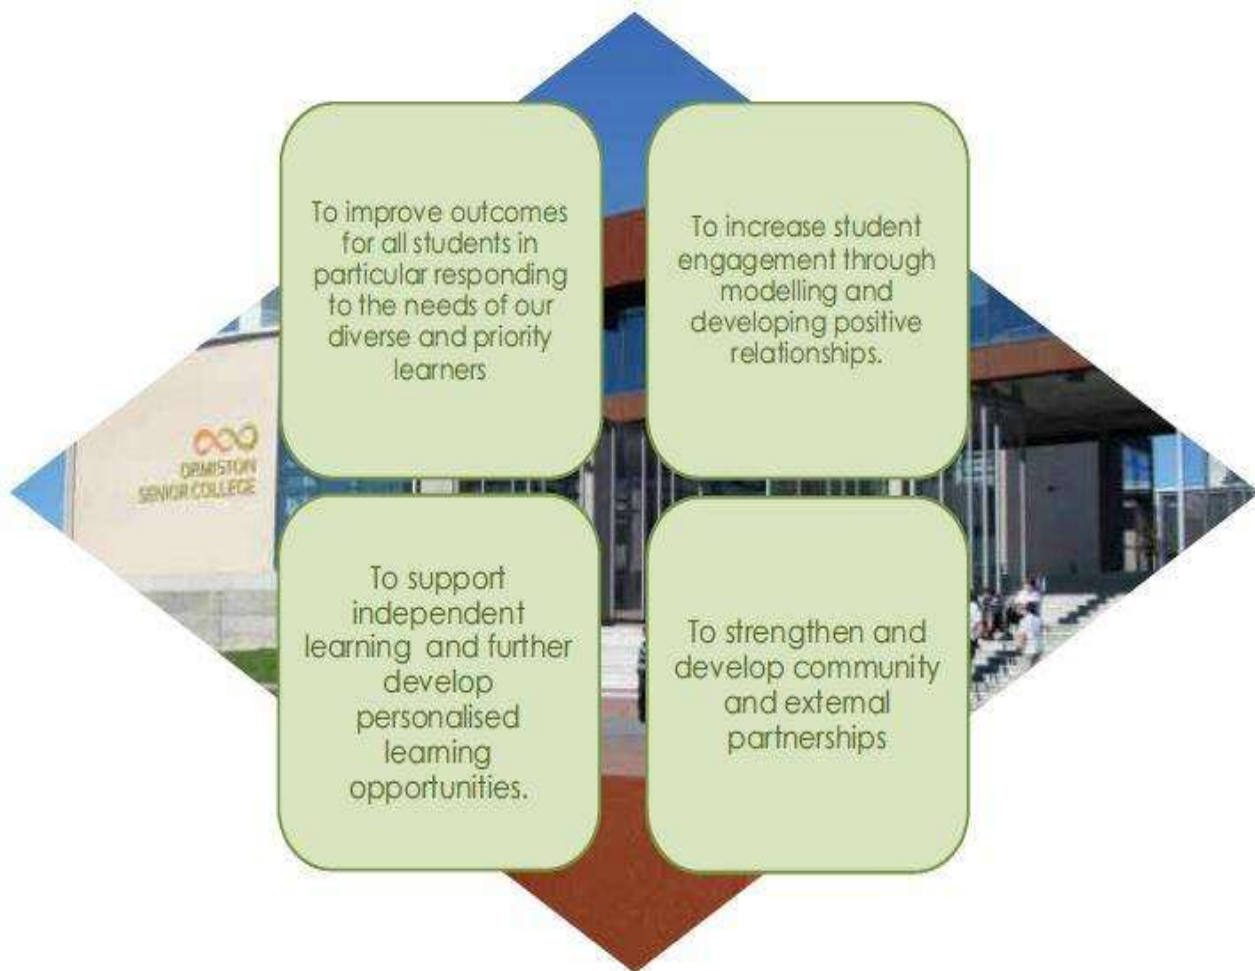 To improve outcomes
for all students in
particular responding
to the needs of our
diverse and priority
learners
To increase student
engagement through
modelling and
developing positive
relationships.
ORMISTON
SENIOR COLLEGE
To support
independent
learning and further
develop
personalised
learning
opportunities.
To strengthen and
develop community
and external
partnerships